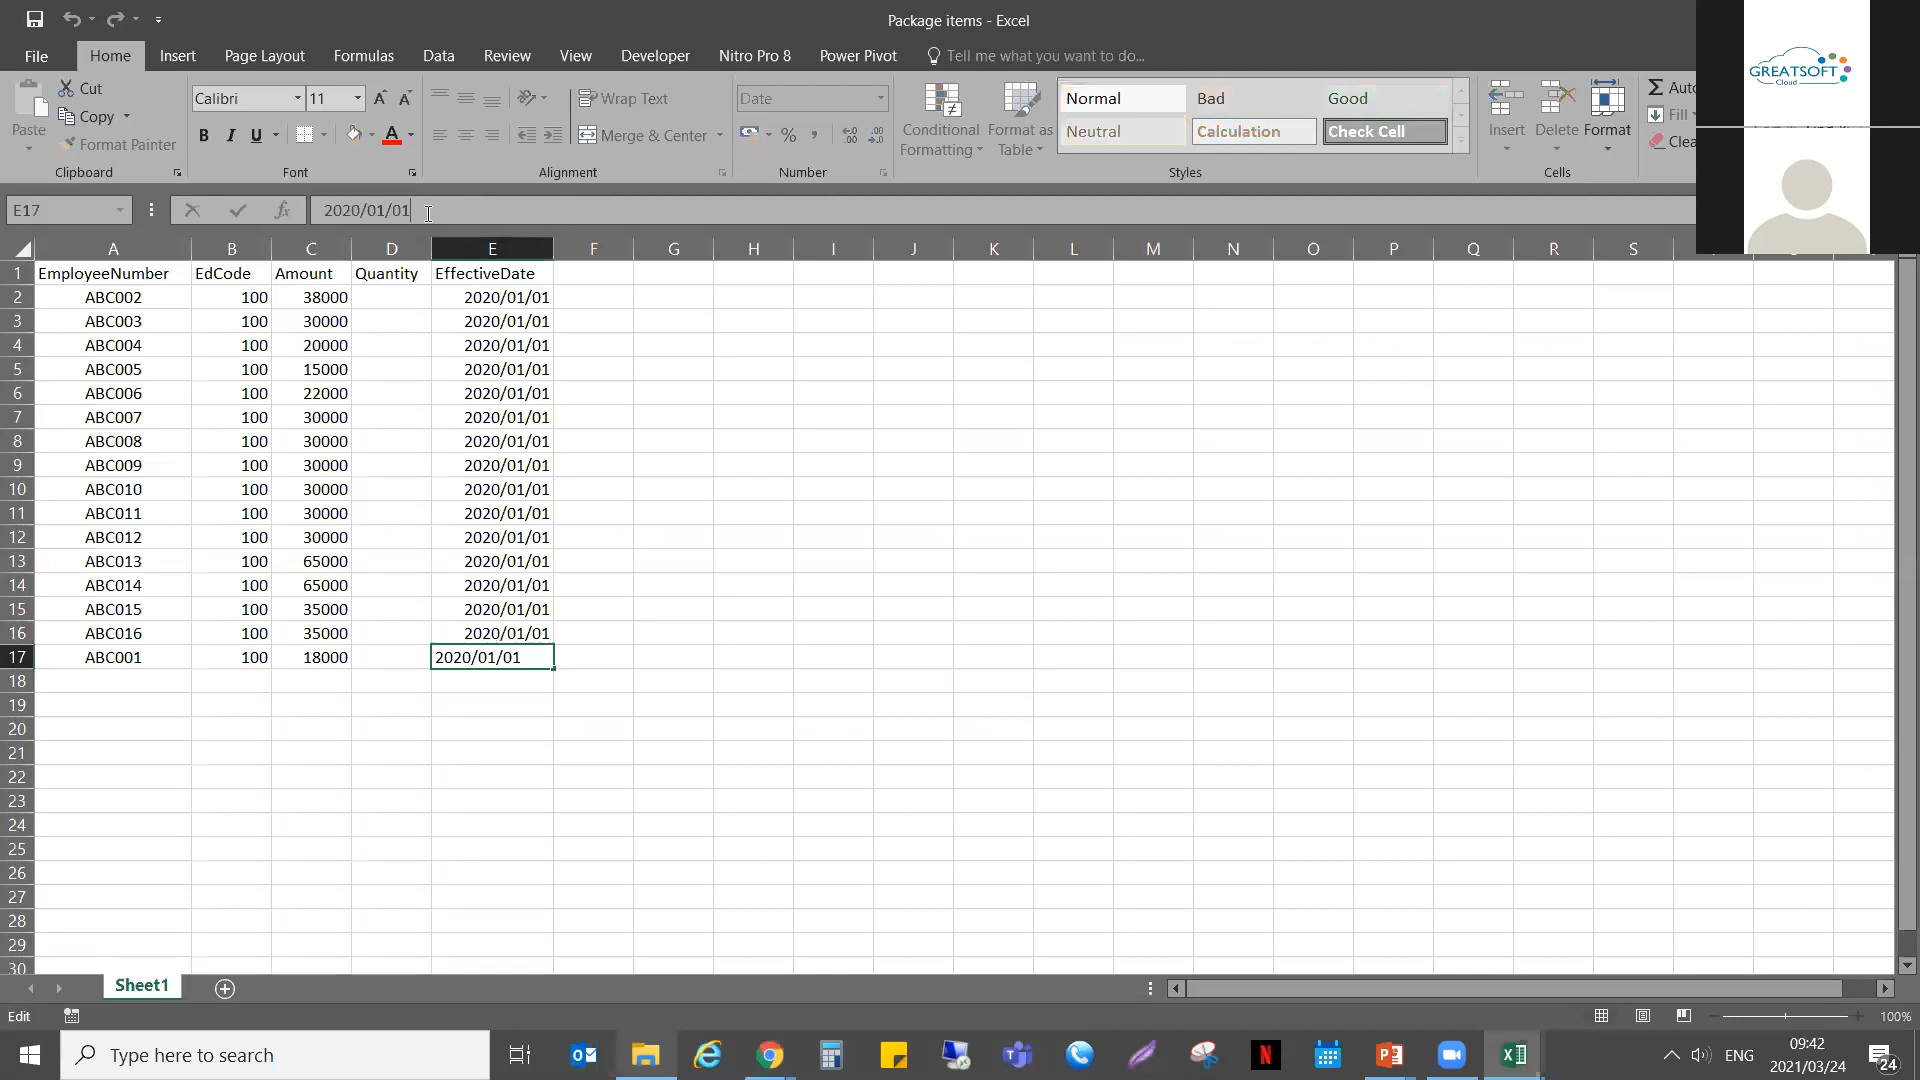 Package items - Excel
File Home Insert Page Layout Formulas Data Review View Developer Nitro Pro 8 Power Pivot Tell me what you want to do...
Paste
Cut
Copy
Format Painter
Clipboard
Calibri 11
B I U A
Font
Wrap Text
Merge & Center
Alignment
Date
%
Number
Conditional Formatting
Format as Table
Normal Bad Good
Neutral Calculation Check Cell
Styles
Insert Delete Format
Cells
Auto
Fill
Clea
GREATSOFT
Cloud
E17 fx 2020/01/01
A B C D E F G H I J K L M N O P Q R S
1 EmployeeNumber EdCode Amount Quantity EffectiveDate
2 ABC002 100 38000 2020/01/01
3 ABC003 100 30000 2020/01/01
4 ABC004 100 20000 2020/01/01
5 ABC005 100 15000 2020/01/01
6 ABC006 100 22000 2020/01/01
7 ABC007 100 30000 2020/01/01
8 ABC008 100 30000 2020/01/01
9 ABC009 100 30000 2020/01/01
10 ABC010 100 30000 2020/01/01
11 ABC011 100 30000 2020/01/01
12 ABC012 100 30000 2020/01/01
13 ABC013 100 65000 2020/01/01
14 ABC014 100 65000 2020/01/01
15 ABC015 100 35000 2020/01/01
16 ABC016 100 35000 2020/01/01
17 ABC001 100 18000 2020/01/01
18
19
20
21
22
23
24
25
26
27
28
29
30
Sheet1
Edit 100%
Type here to search
ENG
09:42
2021/03/24
24